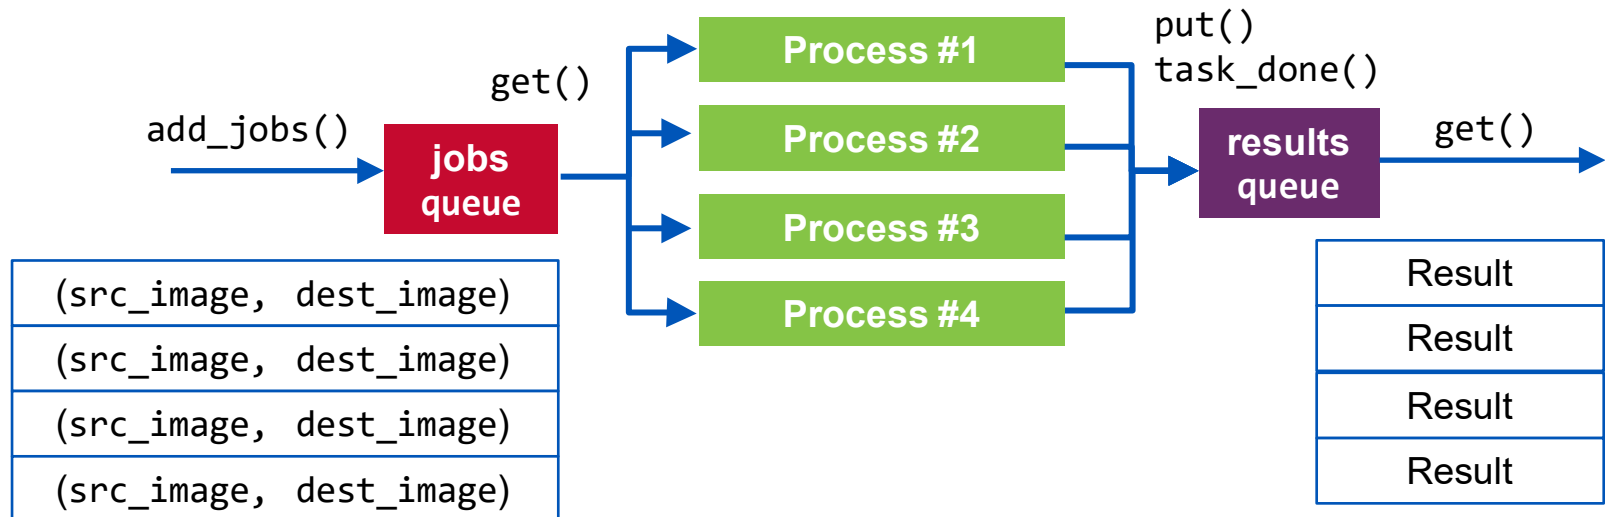 add_jobs()
jobs
queue
get()
Process #1
Process #2
Process #3
Process #4
put()
task_done()
results
queue
get()
(src_image, dest_image)
(src_image, dest_image)
(src_image, dest_image)
(src_image, dest_image)
Result
Result
Result
Result